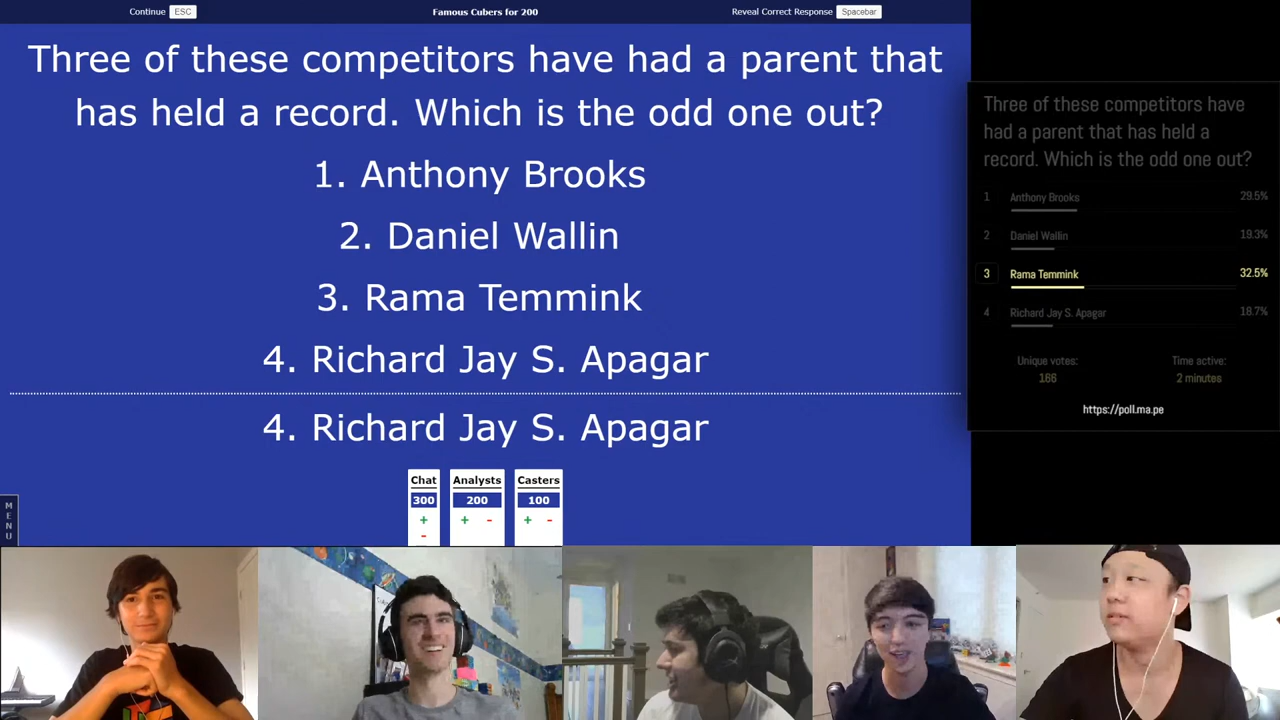 Continue ESC
Famous Cubers for 200
Reveal Correct Response Spacebar
Three of these competitors have had a parent that
has held a record. Which is the odd one out?
1. Anthony Brooks
2. Daniel Wallin
3. Rama Temmink
4. Richard Jay S. Apagar
4. Richard Jay S. Apagar
Chat
300
+
-
Analysts
200
+ -
Casters
100
+ -
MENU
Three of these competitors have
had a parent that has held a
record. Which is the odd one out?
1 Anthony Brooks 29.5%
2 Daniel Wallin 19.3%
3 Rama Temmink 32.5%
4 Richard Jay S. Apagar 18.7%
Unique votes: Time active:
166 2 minutes
https://poll.ma.pe